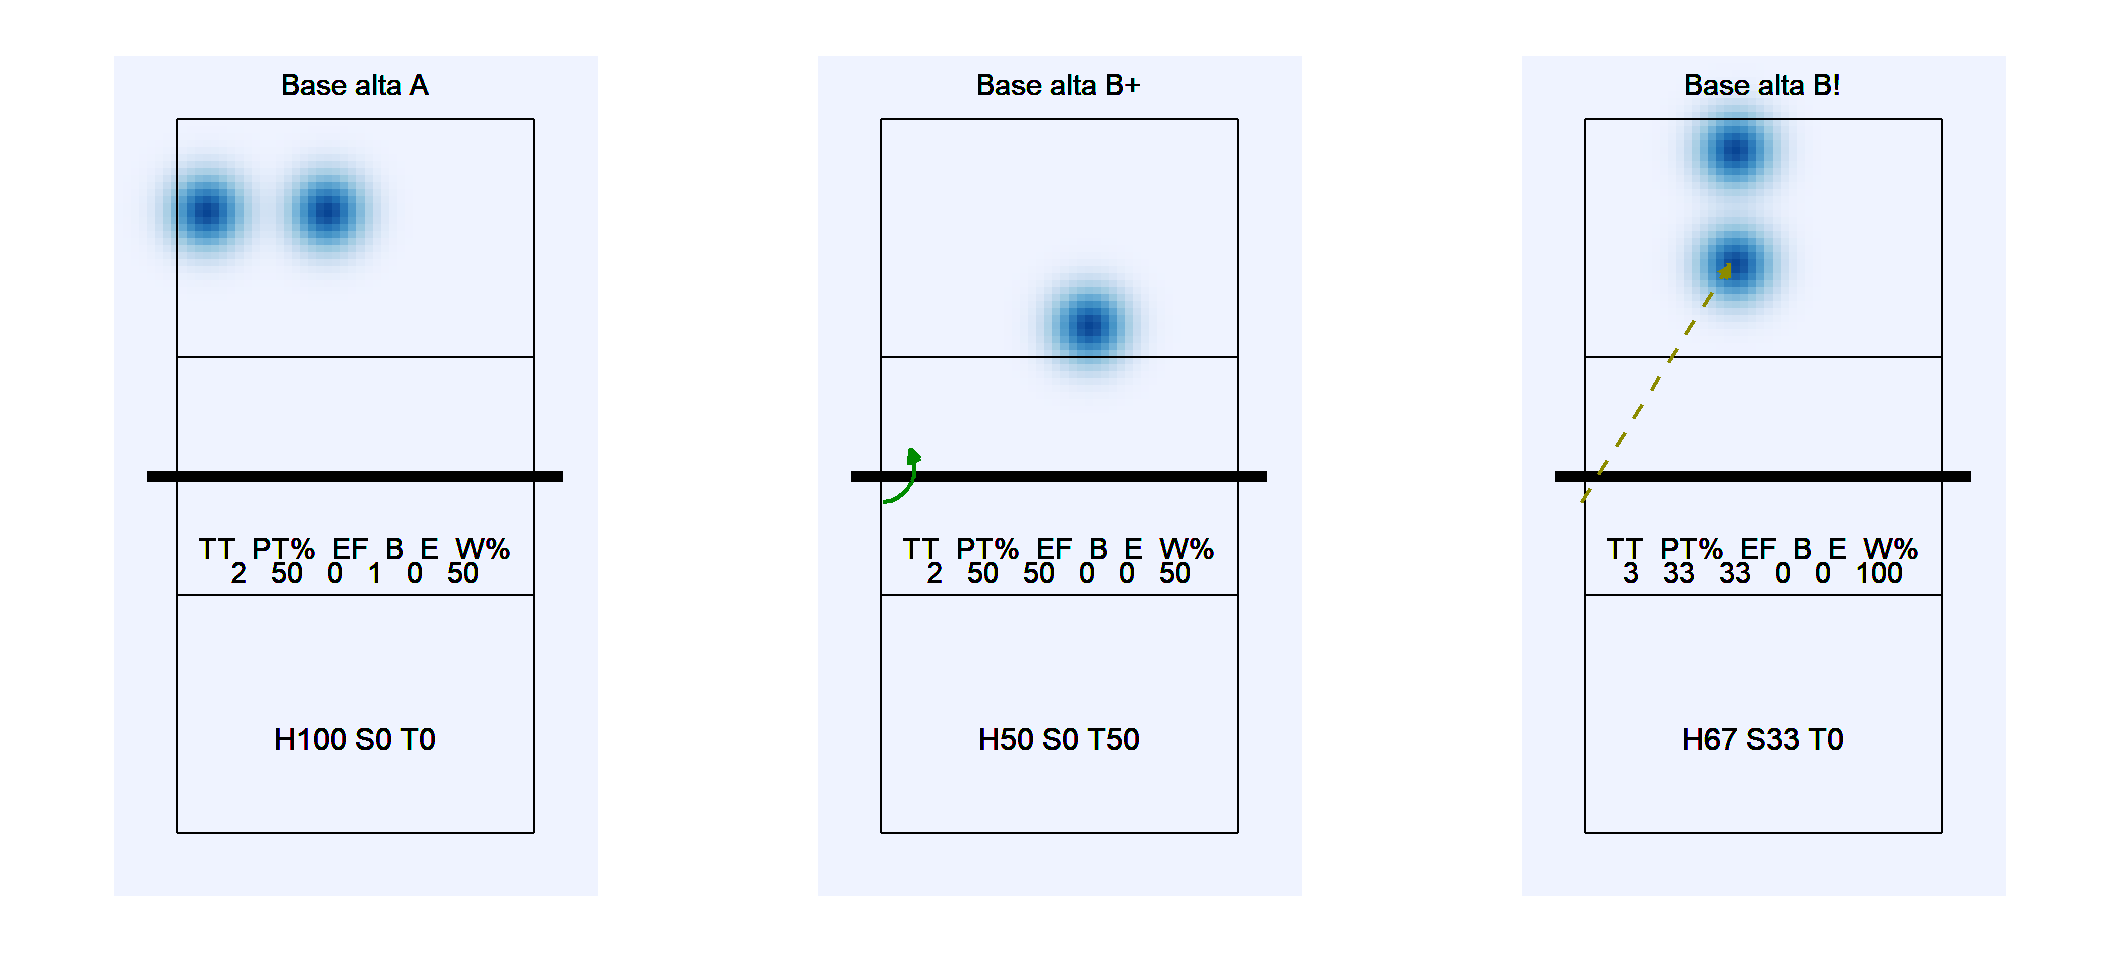 Base alta A
TT PT% EF B E W%
2 50 0 1 0 50
H100 S0 T0
Base alta B+
TT PT% EF B E W%
2 50 50 0 0 50
H50 S0 T50
Base alta B!
TT PT% EF B E W%
3 33 33 0 0 100
H67 S33 T0